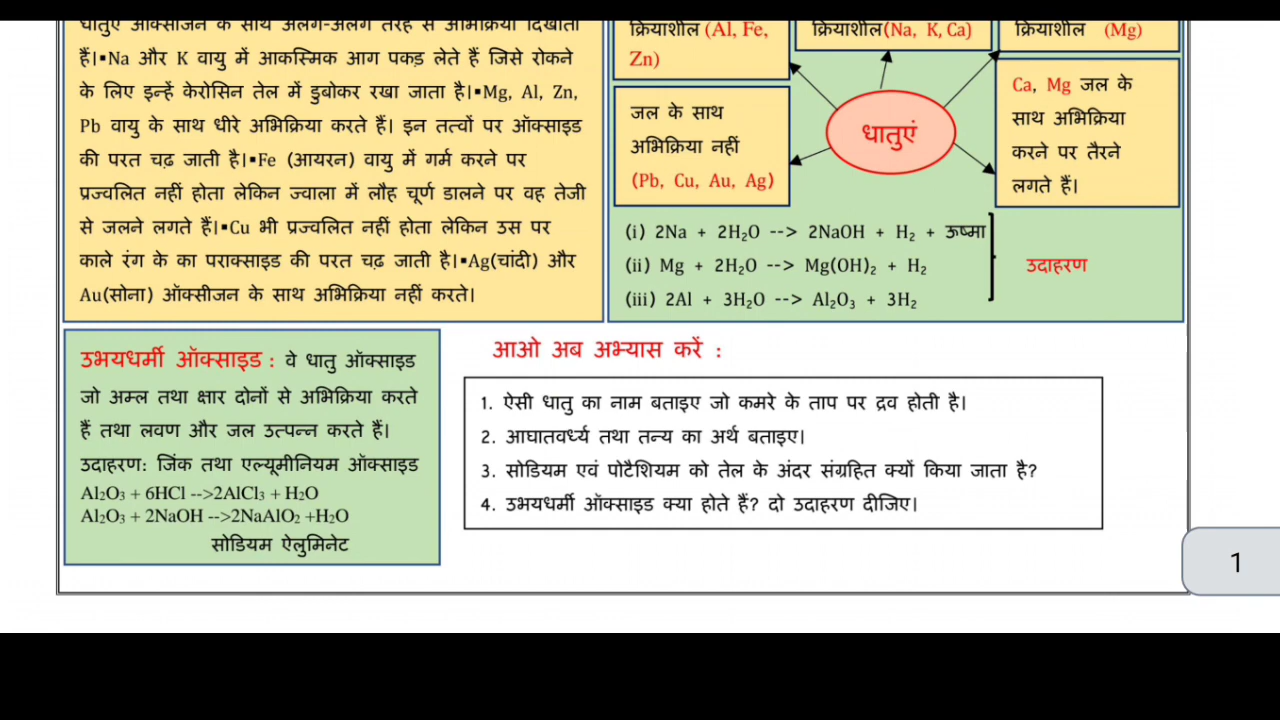 धातुएं ऑक्सीजन के साथ अलग-अलग तरह से अभिक्रिया दिखाती
हैं।▪Na और K वायु में आकस्मिक आग पकड़ लेते हैं जिसे रोकने
के लिए इन्हें केरोसिन तेल में डुबोकर रखा जाता है।▪Mg, Al, Zn,
Pb वायु के साथ धीरे अभिक्रिया करते हैं। इन तत्वों पर ऑक्साइड
की परत चढ़ जाती है।▪Fe (आयरन) वायु में गर्म करने पर
प्रज्वलित नहीं होता लेकिन ज्वाला में लौह चूर्ण डालने पर वह तेजी
से जलने लगते हैं।▪Cu भी प्रज्वलित नहीं होता लेकिन उस पर
काले रंग के का पराक्साइड की परत चढ़ जाती है।▪Ag(चांदी) और
Au(सोना) ऑक्सीजन के साथ अभिक्रिया नहीं करते।
क्रियाशील (Al, Fe,
Zn)
क्रियाशील(Na, K, Ca)
क्रियाशील (Mg)
जल के साथ
अभिक्रिया नहीं
(Pb, Cu, Au, Ag)
धातुएं
Ca, Mg जल के
साथ अभिक्रिया
करने पर तैरने
लगते हैं।
(i) 2Na + 2H₂O --> 2NaOH + H₂ + ऊष्मा
(ii) Mg + 2H₂O --> Mg(OH)₂ + H₂
(iii) 2Al + 3H₂O --> Al₂O₃ + 3H₂
उदाहरण
उभयधर्मी ऑक्साइड : वे धातु ऑक्साइड
जो अम्ल तथा क्षार दोनों से अभिक्रिया करते
हैं तथा लवण और जल उत्पन्न करते हैं।
उदाहरण: जिंक तथा एल्यूमीनियम ऑक्साइड
Al₂O₃ + 6HCl -->2AlCl₃ + H₂O
Al₂O₃ + 2NaOH -->2NaAlO₂ +H₂O
सोडियम ऐलुमिनेट
आओ अब अभ्यास करें :
1. ऐसी धातु का नाम बताइए जो कमरे के ताप पर द्रव होती है।
2. आघातवर्ध्य तथा तन्य का अर्थ बताइए।
3. सोडियम एवं पोटैशियम को तेल के अंदर संग्रहित क्यों किया जाता है?
4. उभयधर्मी ऑक्साइड क्या होते हैं? दो उदाहरण दीजिए।
1